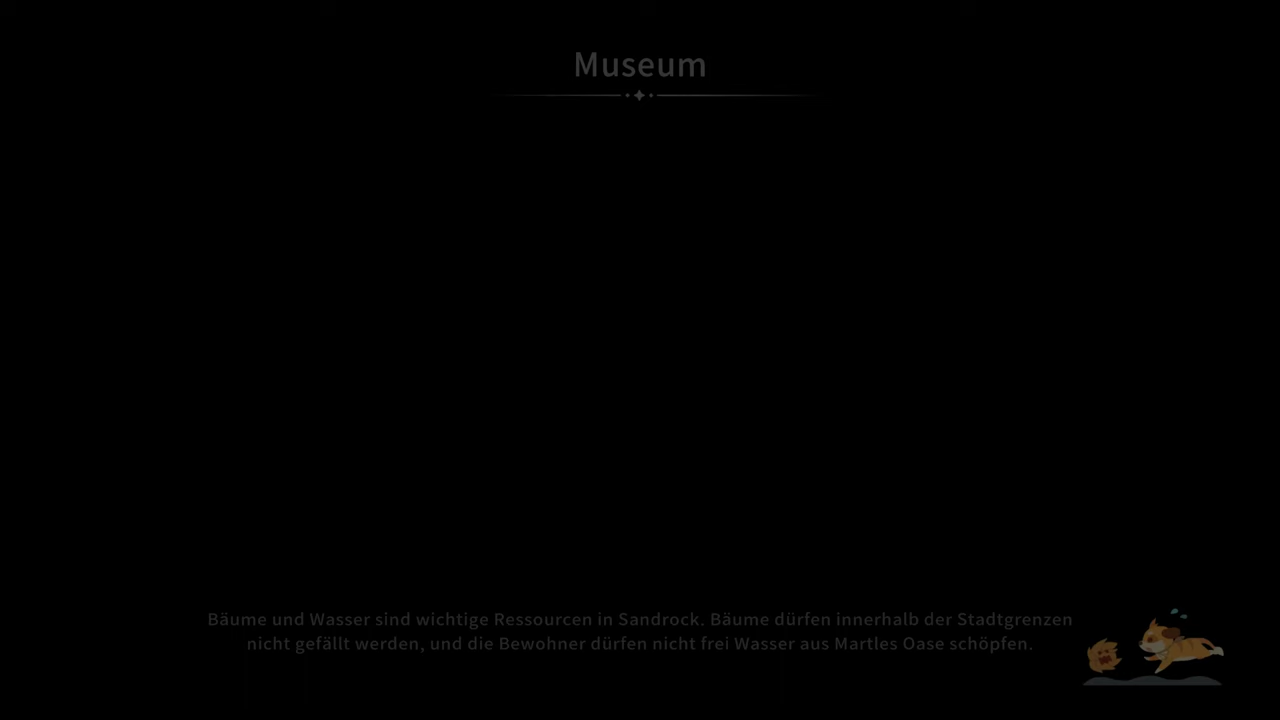 Museum
Bäume und Wasser sind wichtige Ressourcen in Sandrock. Bäume dürfen innerhalb der Stadtgrenzen
nicht gefällt werden, und die Bewohner dürfen nicht frei Wasser aus Martles Oase schöpfen.